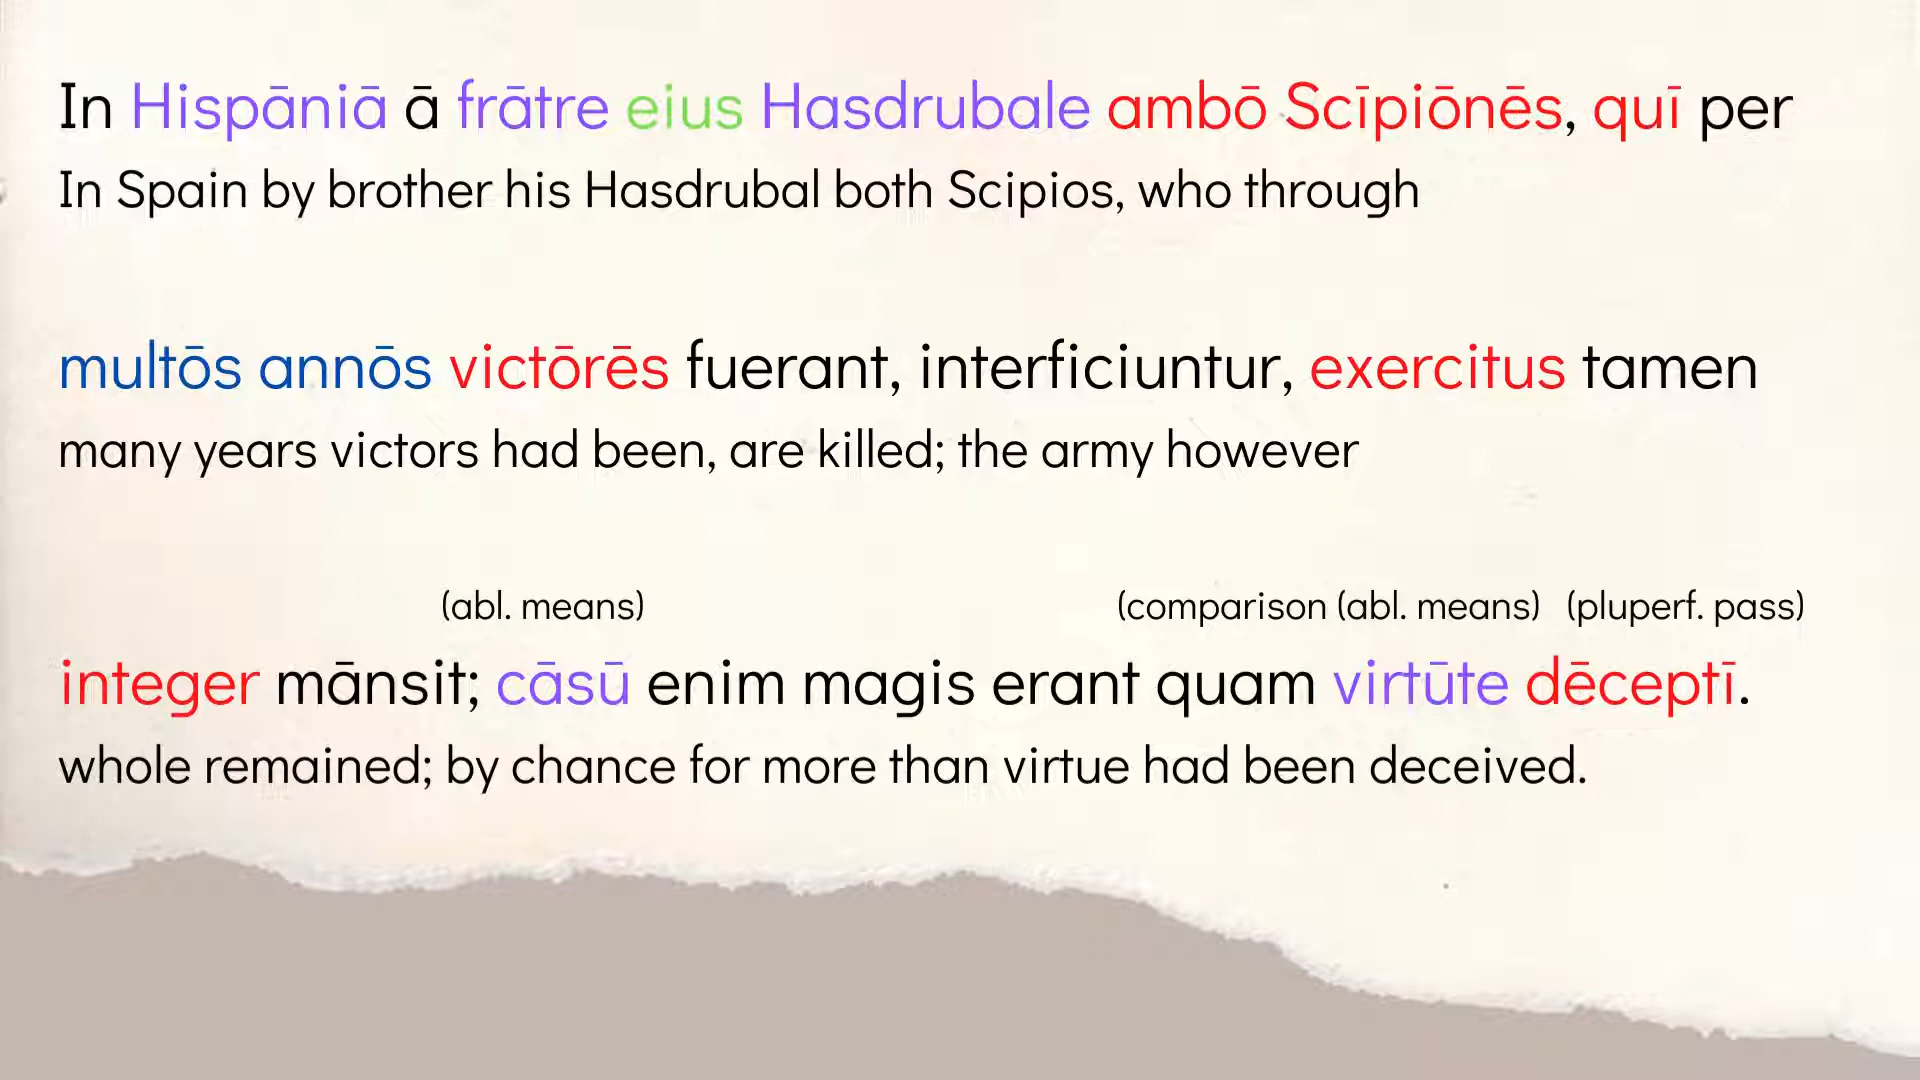 In Hispāniā ā frātre eius Hasdrubale ambō Scīpiōnēs, quī per
In Spain by brother his Hasdrubal both Scipios, who through
multōs annōs victōrēs fuerant, interficiuntur, exercitus tamen
many years victors had been, are killed; the army however
(abl. means) (comparison (abl. means) (pluperf. pass)
integer mānsit; cāsū enim magis erant quam virtūte dēceptī.
whole remained; by chance for more than virtue had been deceived.